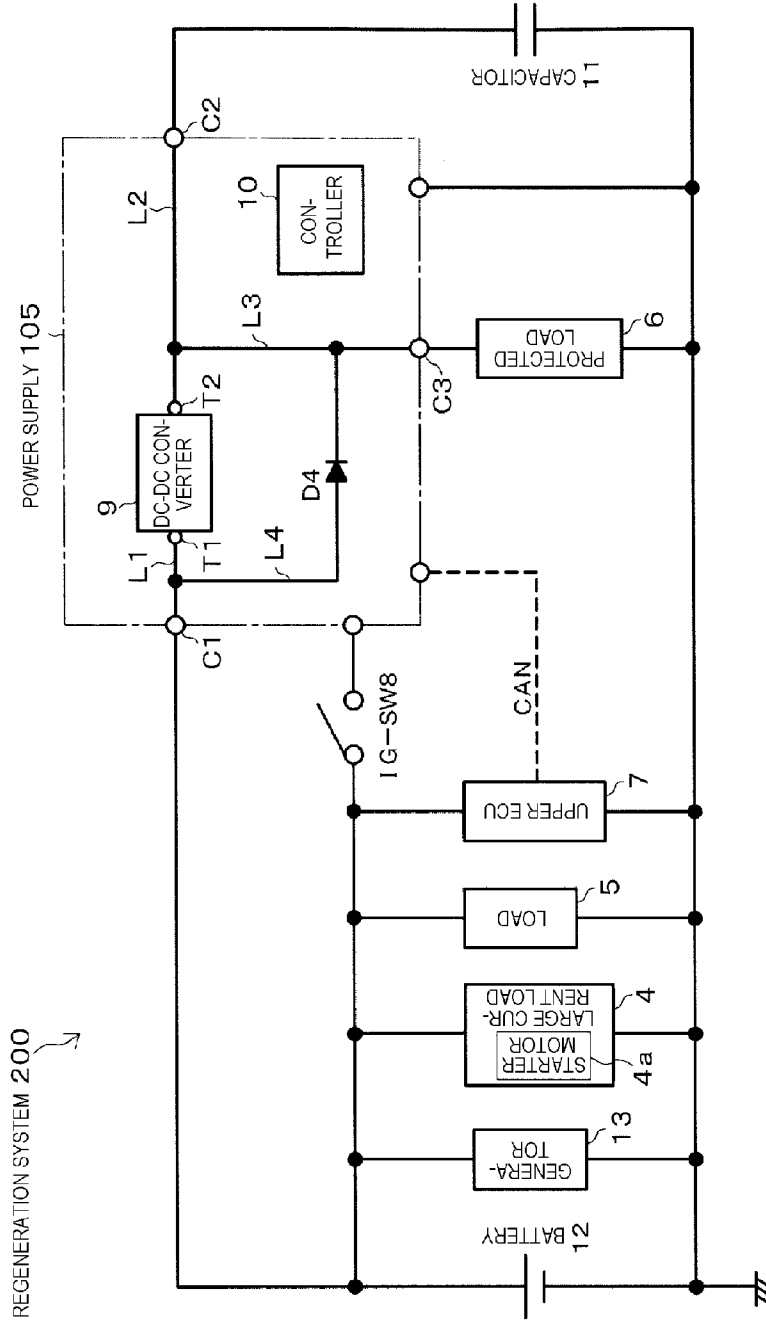 REGENERATION SYSTEM 200
POWER SUPPLY 105
C1
L1
T1
9
DC-DC CON-
VERTER
T2
L2
C2
L4
D4
L3
10
CON-
TROLLER
C3
IG-SW8
CAN
BATTERY
12
GENERA-
TOR
13
LARGE CUR-
RENT LOAD
STARTER
MOTOR
4
4a
LOAD
5
UPPER ECU
7
PROTECTED
LOAD
6
CAPACITOR
11